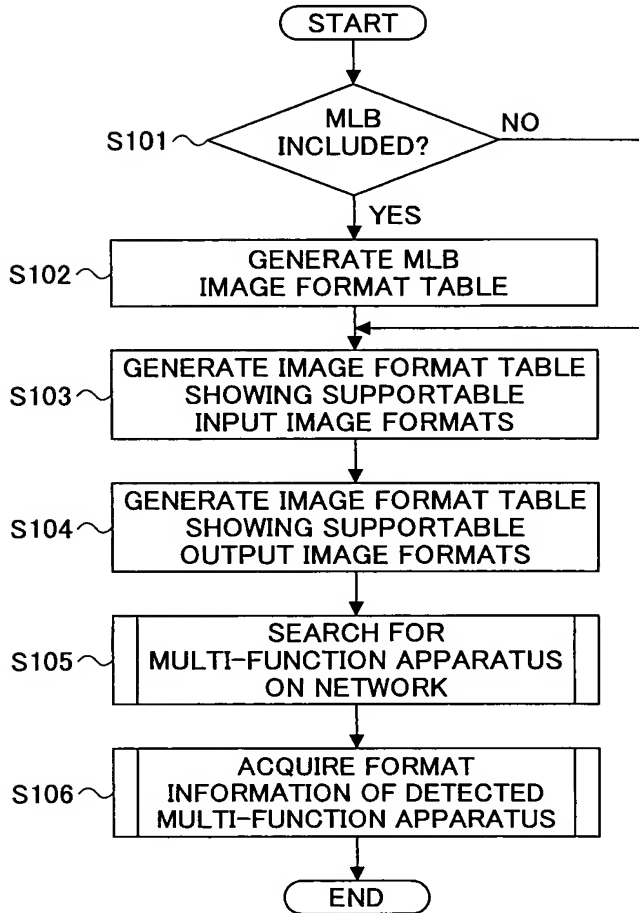 START
S101
MLB
INCLUDED?
NO
YES
S102
GENERATE MLB
IMAGE FORMAT TABLE
S103
GENERATE IMAGE FORMAT TABLE
SHOWING SUPPORTABLE
INPUT IMAGE FORMATS
S104
GENERATE IMAGE FORMAT TABLE
SHOWING SUPPORTABLE
OUTPUT IMAGE FORMATS
S105
SEARCH FOR
MULTI-FUNCTION APPARATUS
ON NETWORK
S106
ACQUIRE FORMAT
INFORMATION OF DETECTED
MULTI-FUNCTION APPARATUS
END